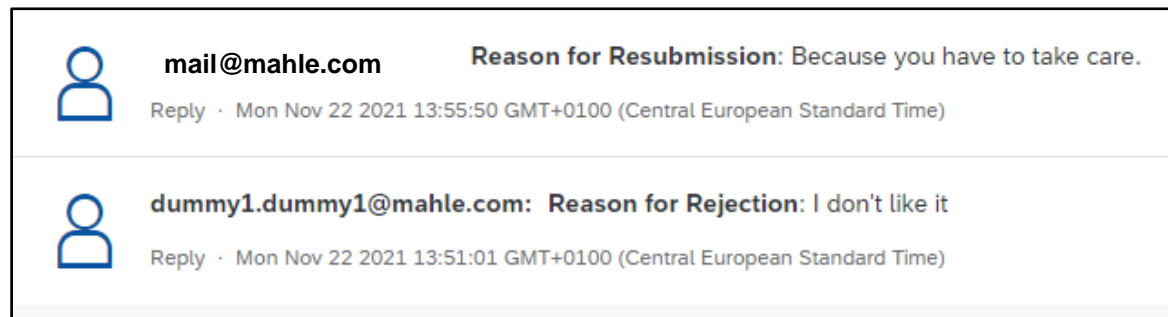 mail@mahle.com Reason for Resubmission: Because you have to take care.
Reply · Mon Nov 22 2021 13:55:50 GMT+0100 (Central European Standard Time)
dummy1.dummy1@mahle.com: Reason for Rejection: I don't like it
Reply · Mon Nov 22 2021 13:51:01 GMT+0100 (Central European Standard Time)